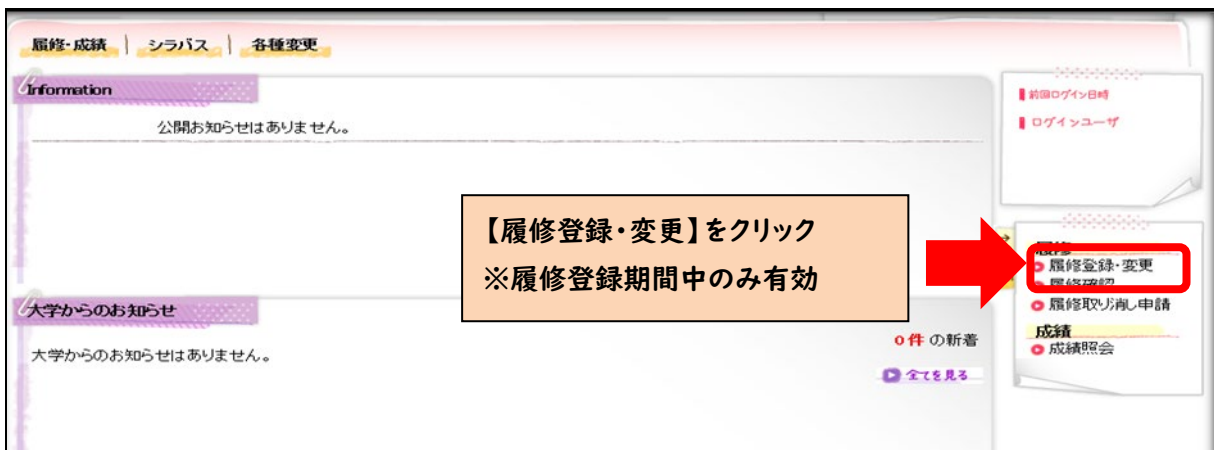 履修・成績 シラバス 各種変更
Information
公開お知らせはありません。
前回ログイン日時
ログインユーザ
【履修登録・変更】をクリック
※履修登録期間中のみ有効
履修
履修登録・変更
履修確認
履修取り消し申請
成績
成績照会
大学からのお知らせ
0件 の新着
大学からのお知らせはありません。
全てを見る